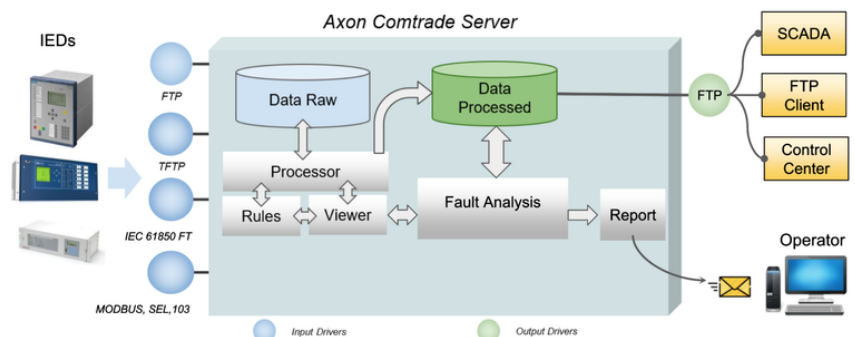 Axon Comtrade Server
IEDs
FTP
TFTP
IEC 61850 FT
MODBUS, SEL,103
Data Raw
Data
Processed
Processor
Rules
Viewer
Fault Analysis
Report
FTP
SCADA
FTP
Client
Control
Center
Operator
Input Drivers
Output Drivers